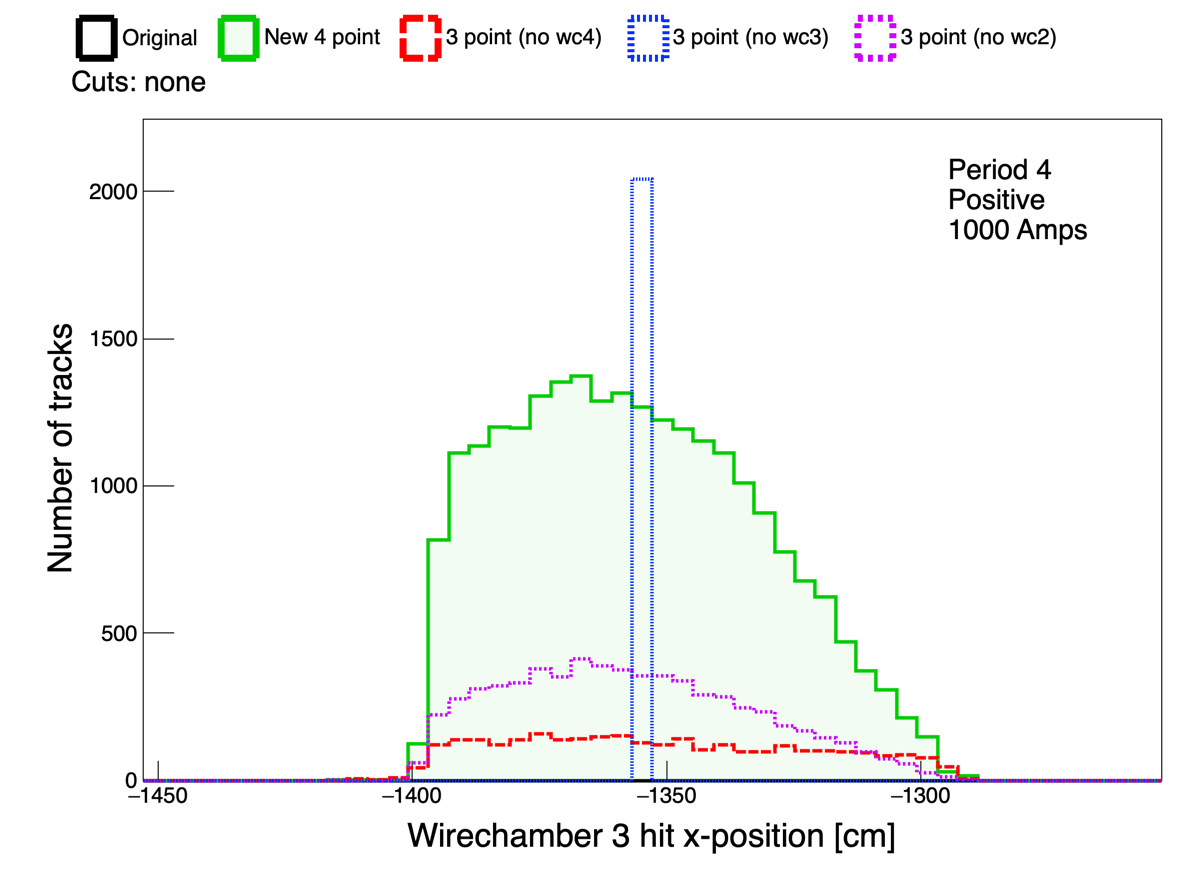 Original New 4 point 3 point (no wc4) 3 point (no wc3) 3 point (no wc2)
Cuts: none
Period 4
Positive
1000 Amps
2000
1500
1000
500
0
Number of tracks
−1450 −1400 −1350 −1300
Wirechamber 3 hit x-position [cm]